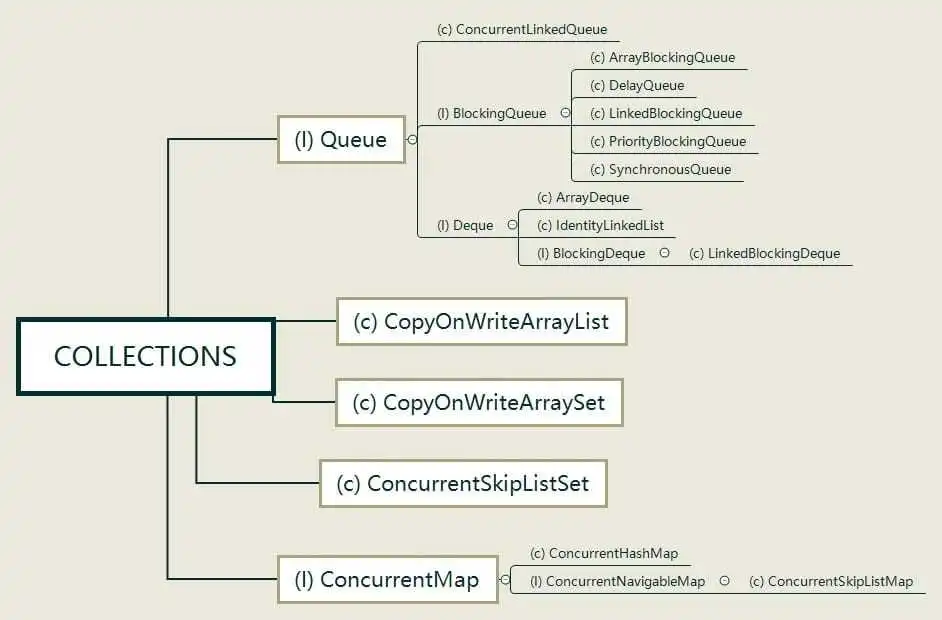 COLLECTIONS
(I) Queue
(c) ConcurrentLinkedQueue
(I) BlockingQueue
(c) ArrayBlockingQueue
(c) DelayQueue
(c) LinkedBlockingQueue
(c) PriorityBlockingQueue
(c) SynchronousQueue
(I) Deque
(c) ArrayDeque
(c) IdentityLinkedList
(I) BlockingDeque
(c) LinkedBlockingDeque
(c) CopyOnWriteArrayList
(c) CopyOnWriteArraySet
(c) ConcurrentSkipListSet
(I) ConcurrentMap
(c) ConcurrentHashMap
(I) ConcurrentNavigableMap
(c) ConcurrentSkipListMap